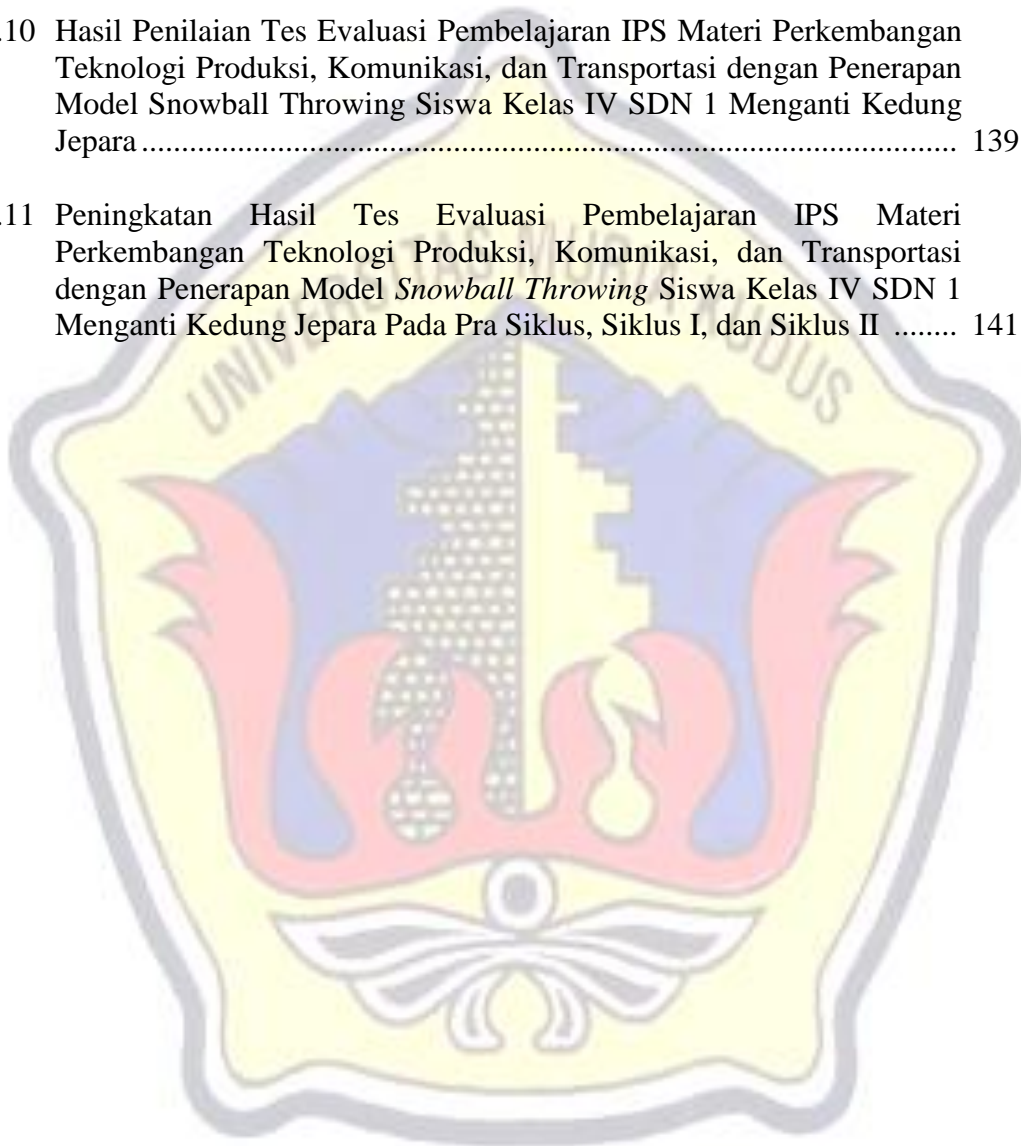 .10 Hasil Penilaian Tes Evaluasi Pembelajaran IPS Materi Perkembangan
Teknologi Produksi, Komunikasi, dan Transportasi dengan Penerapan
Model Snowball Throwing Siswa Kelas IV SDN 1 Menganti Kedung
Jepara ........................................................................................ 139
.11 Peningkatan Hasil Tes Evaluasi Pembelajaran IPS Materi
Perkembangan Teknologi Produksi, Komunikasi, dan Transportasi
dengan Penerapan Model Snowball Throwing Siswa Kelas IV SDN 1
Menganti Kedung Jepara Pada Pra Siklus, Siklus I, dan Siklus II ........ 141
UNIVERSITAS MURIA KUDUS